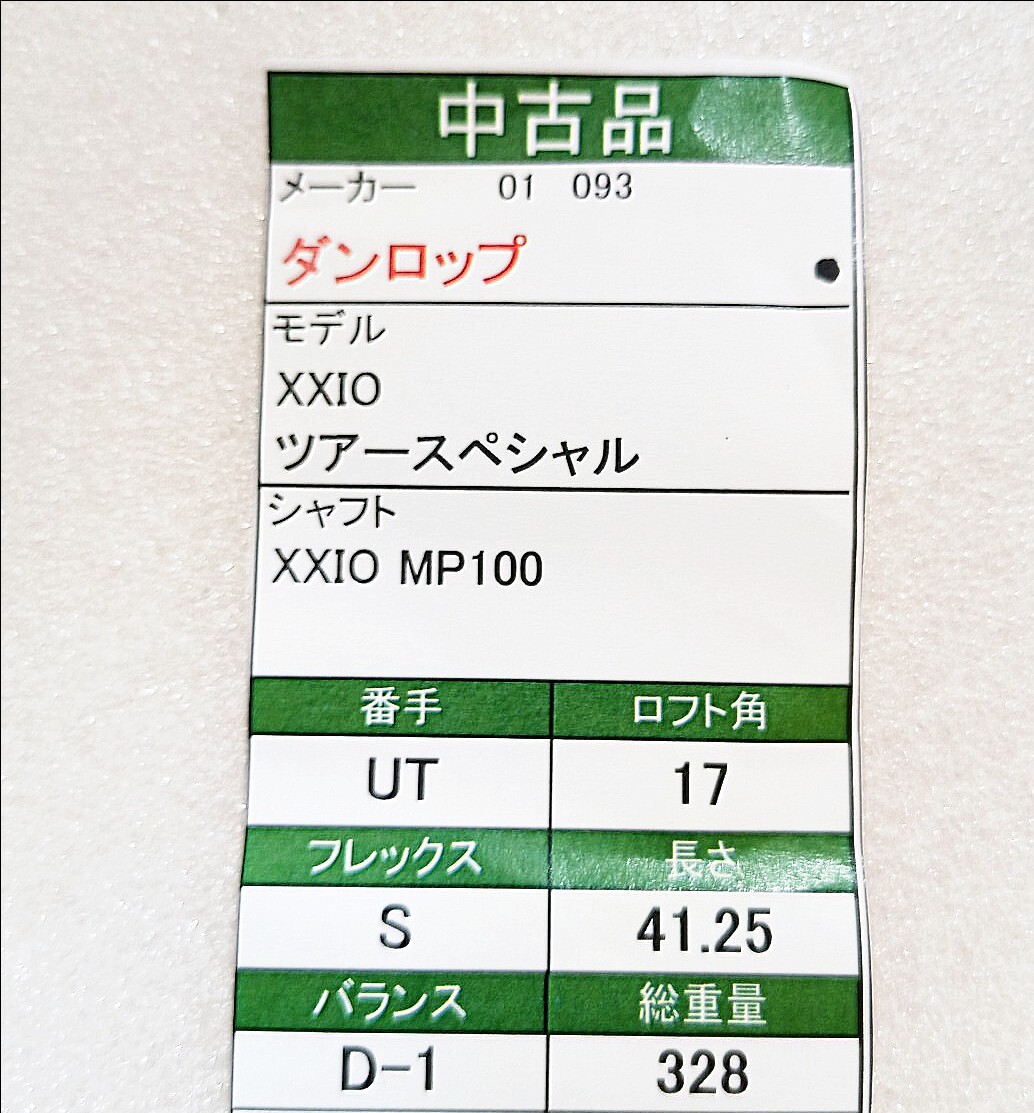 中古品
メーカー 01 093
ダンロップ
モデル
XXIO
ツアースペシャル
シャフト
XXIO MP100
番手 ロフト角
UT 17
フレックス 長さ
S 41.25
バランス 総重量
D-1 328